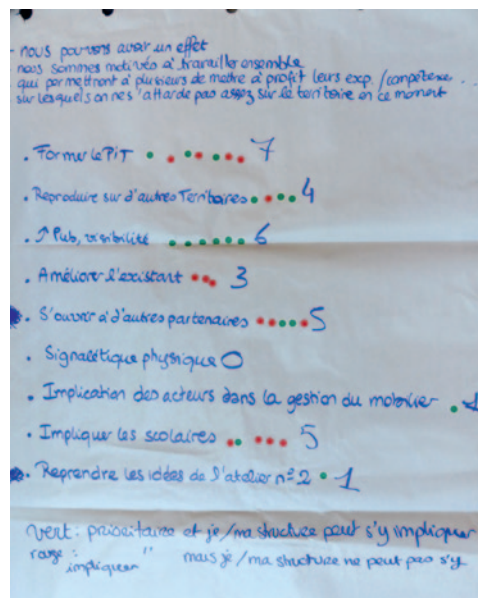 - nous pouvons avoir un effet
nous sommes motivés à travailler ensemble
qui permettront à plusieurs de mettre à profit leurs exp./compétences...
sur lesquels on ne s'attarde pas assez sur le territoire en ce moment
. Former le PiT 7
. Reproduire sur d'autres Territoires 4
. ↗ Pub, visibilité 6
. Améliorer l'existant 3
. S'ouvrir à d'autres partenaires 5
. Signalétique physique 0
. Implication des acteurs dans la gestion du mobilier 1
. Impliquer les scolaires 5
. Reprendre les idées de l'atelier n°2 1
vert : prioritaire et je/ma structure peut s'y impliquer
rouge : " mais je/ma structure ne peut pas s'y
impliquer